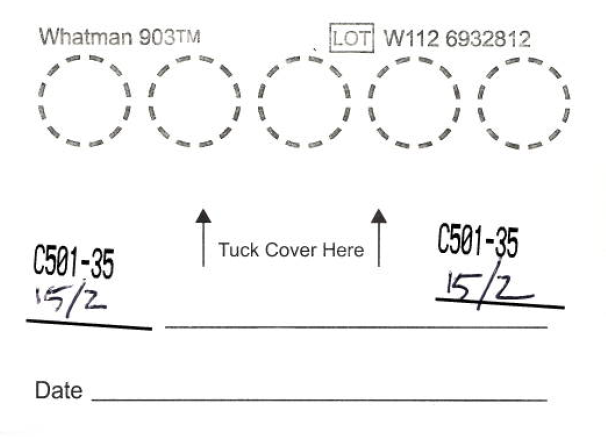 Whatman 903™ LOT W112 6932812
Tuck Cover Here
C501-35 C501-35
15/2 15/2
Date